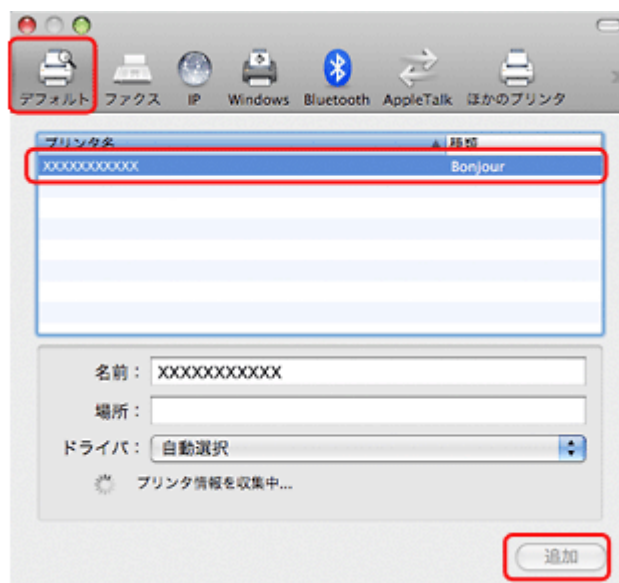 デフォルト ファクス IP Windows Bluetooth AppleTalk ほかのプリンタ
プリンタ名 種類
XXXXXXXXXXX Bonjour
名前： XXXXXXXXXXX
場所：
ドライバ： 自動選択
プリンタ情報を収集中...
追加